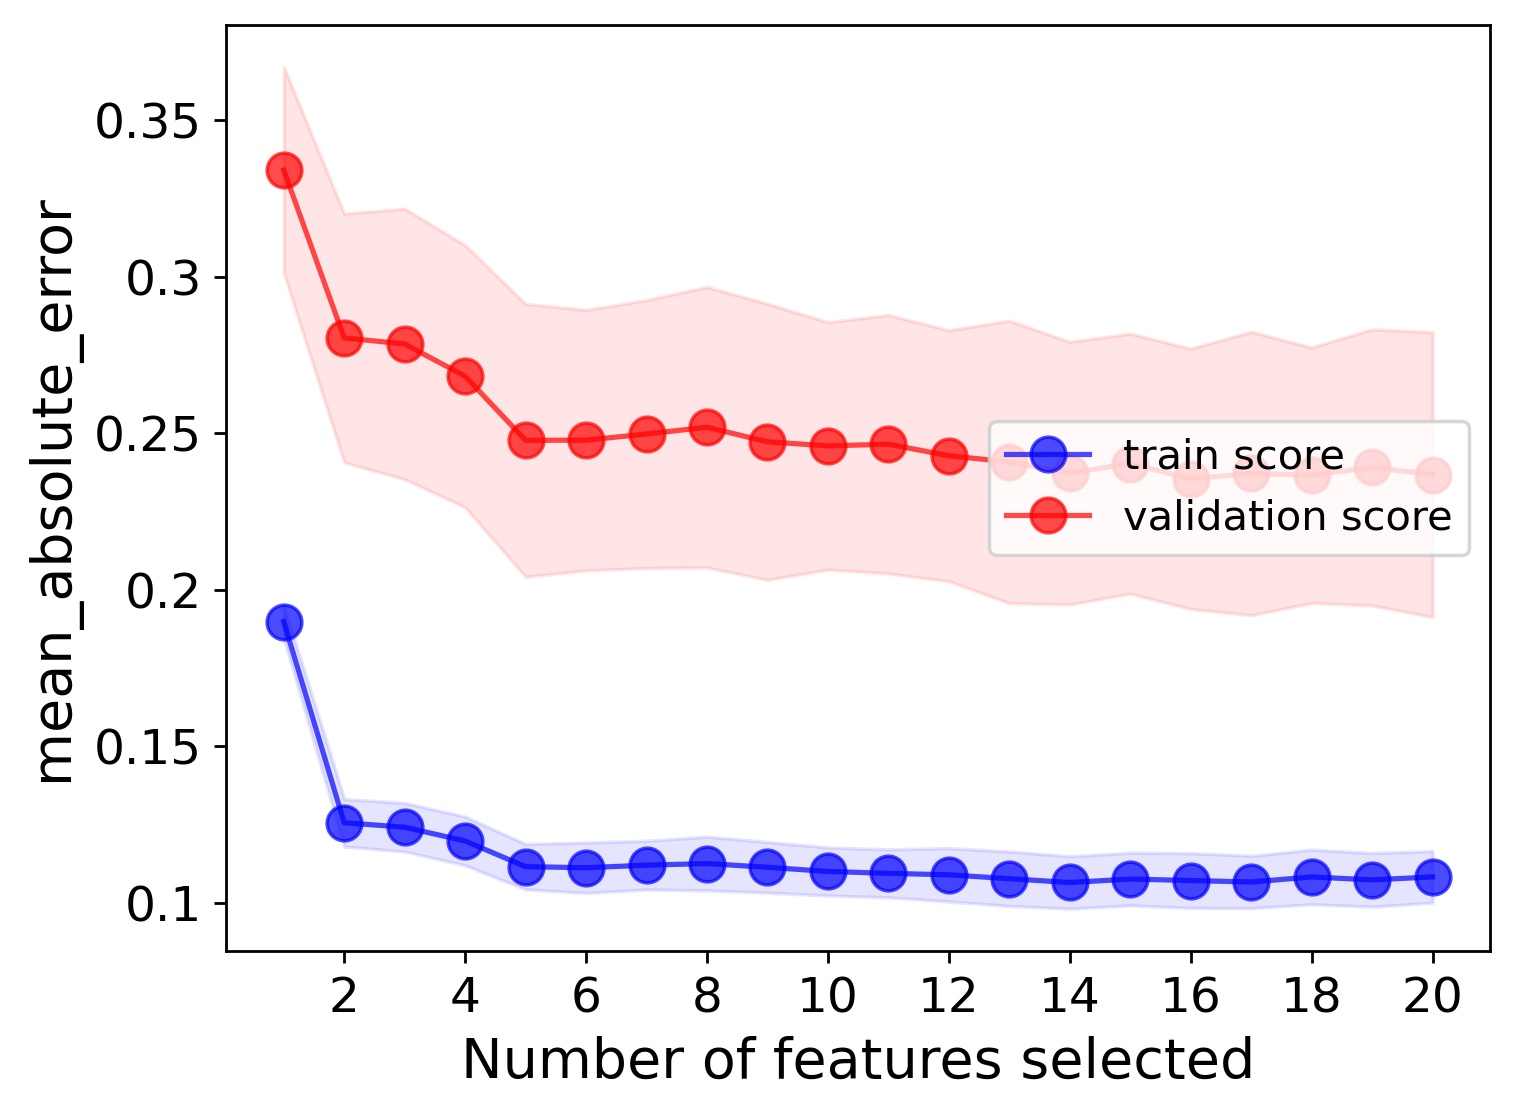 mean_absolute_error
0.35
0.3
0.25
0.2
0.15
0.1
train score
validation score
2 4 6 8 10 12 14 16 18 20
Number of features selected